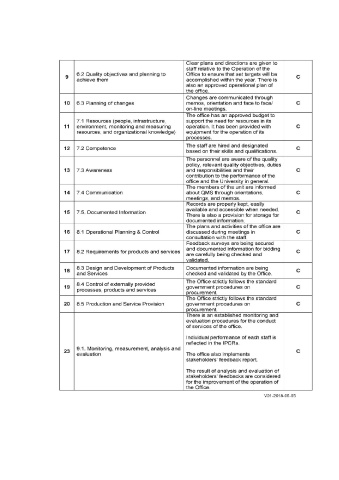 Clear plans and directions are given to
staff relative to the Operation of the
9 6.2 Quality objectives and planning to achieve them Office to ensure that set targets will be C
accomplished within the year. There is
also an approved operational plan of
the office.
10 6.3 Planning of changes Changes are communicated through C
memos, orientation and face to face/
on-line meetings.
The office has an approved budget to
11 7.1 Resources (people, infrastructure, support the need for resources in its C
environment, monitoring and measuring operation. It has been provided with
resources, and organizational knowledge) equipment for the operation of its
processes.
12 7.2 Competence The staff are hired and designated C
based on their skills and qualifications.
The personnel are aware of the quality
policy, relevant quality objectives, duties
13 7.3 Awareness and responsibilities and their C
contribution to the performance of the
office and the University in general.
14 7.4 Communication The members of the unit are informed C
about QMS through orientations,
meetings, and memos.
Records are properly kept, easily
15 7.5. Documented Information available and accessible when needed. C
There is also a provision for storage for
documented information.
16 8.1 Operational Planning & Control The plans and activities of the office are C
discussed during meetings in
consultation with the staff
Feedback surveys are being secured
17 8.2 Requirements for products and services and documented information for bidding C
are carefully being checked and
validated.
18 8.3 Design and Development of Products Documented information are being C
and Services checked and validated by the Office.
19 8.4 Control of externally provided The Office strictly follows the standard C
processes, products and services government procedures on
procurement.
20 8.5 Production and Service Provision The Office strictly follows the standard C
government procedures on
procurement.
There is an established monitoring and
evaluation procedures for the conduct
of services of the office.
Individual performance of each staff is
reflected in the IPCRs.
23 9.1. Monitoring, measurement, analysis and C
evaluation The office also implements
stakeholders' feedback report.
The result of analysis and evaluation of
stakeholders' feedbacks are considered
for the improvement of the operation of
the Office.